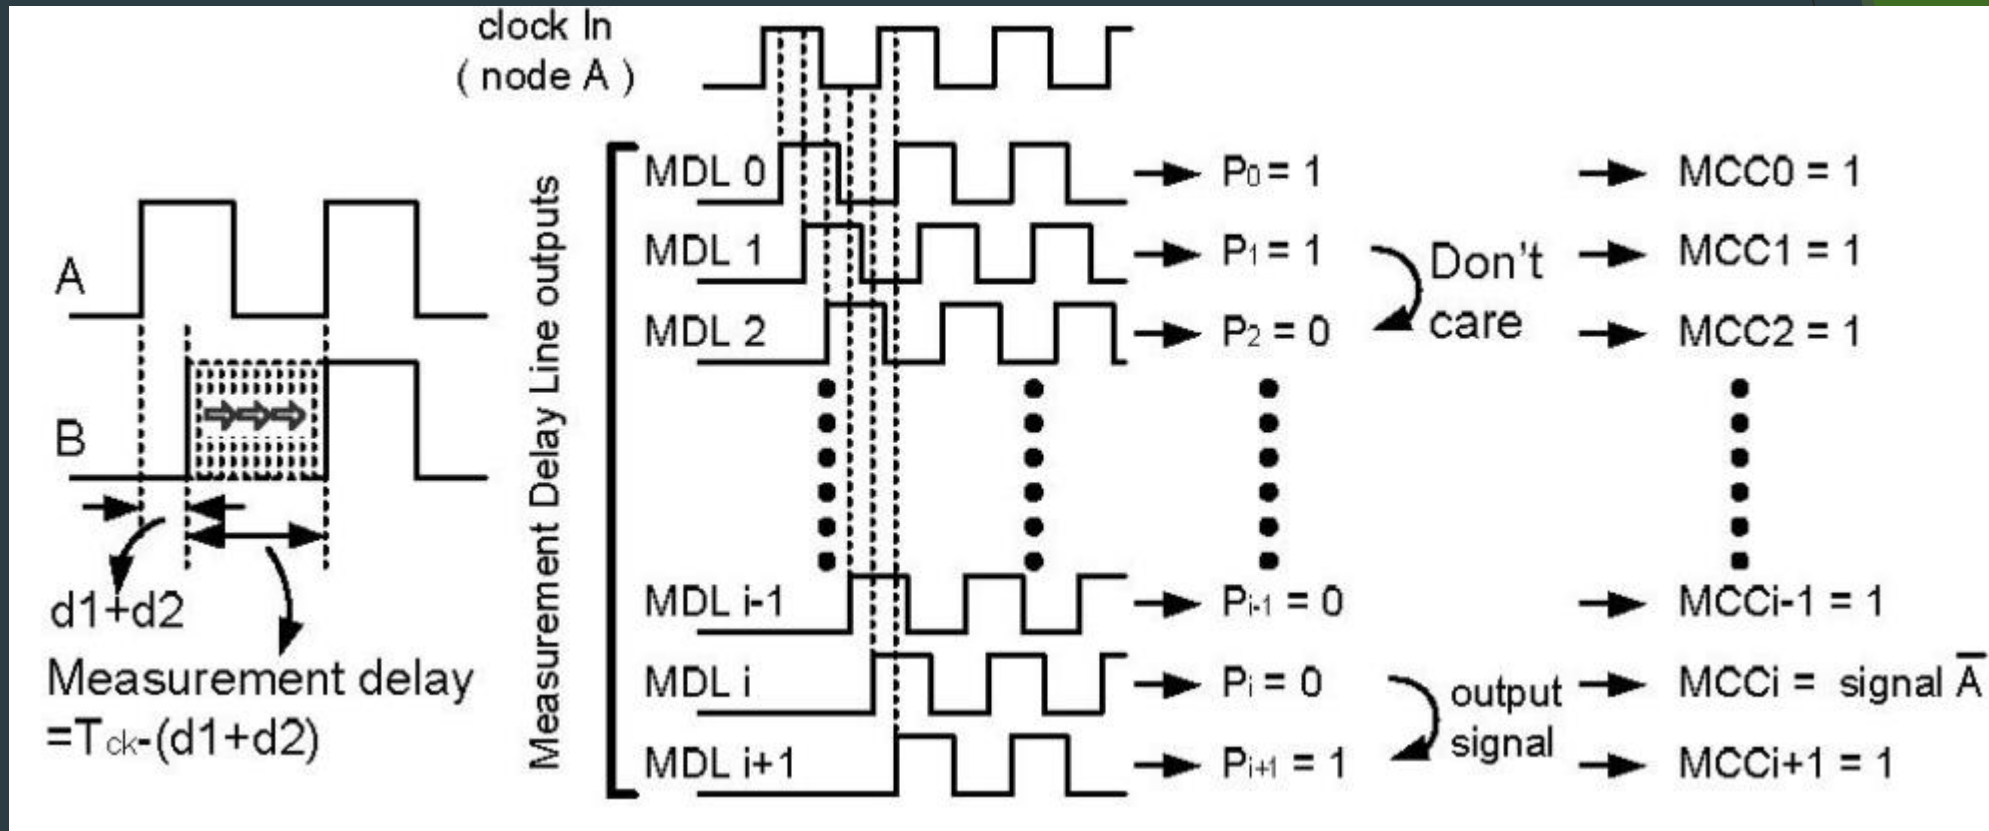 clock In
( node A )
A
B
d1+d2
Measurement delay
=Tck-(d1+d2)
Measurement Delay Line outputs
MDL 0
P0 = 1
MCC0 = 1
MDL 1
P1 = 1
MCC1 = 1
Don't
care
MDL 2
P2 = 0
MCC2 = 1
MDL i-1
Pi-1 = 0
MCCi-1 = 1
MDL i
Pi = 0
output
signal
MCCi = signal A̅
MDL i+1
Pi+1 = 1
MCCi+1 = 1